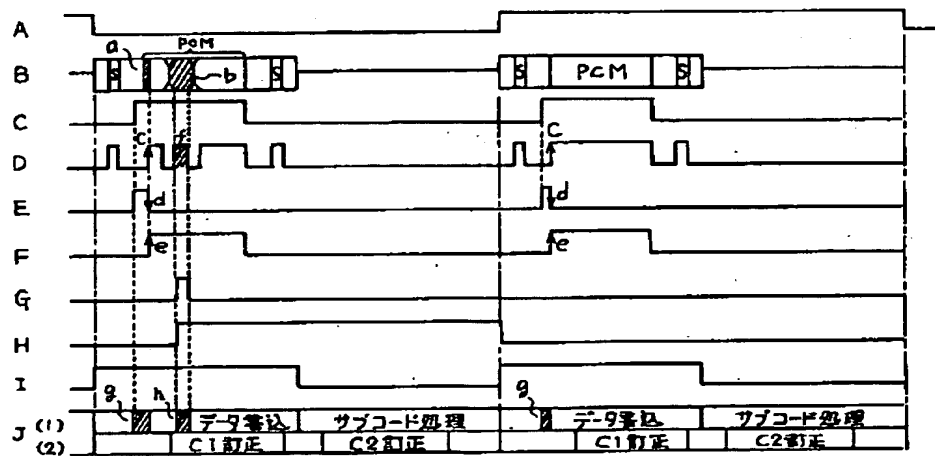 A
a PCM
B S b S S PCM S
C
c f C
D
d d
E
e e
F
G
H
I
g h g
J (1) データ書込 サブコード処理 データ書込 サブコード処理
(2) C1訂正 C2訂正 C1訂正 C2訂正